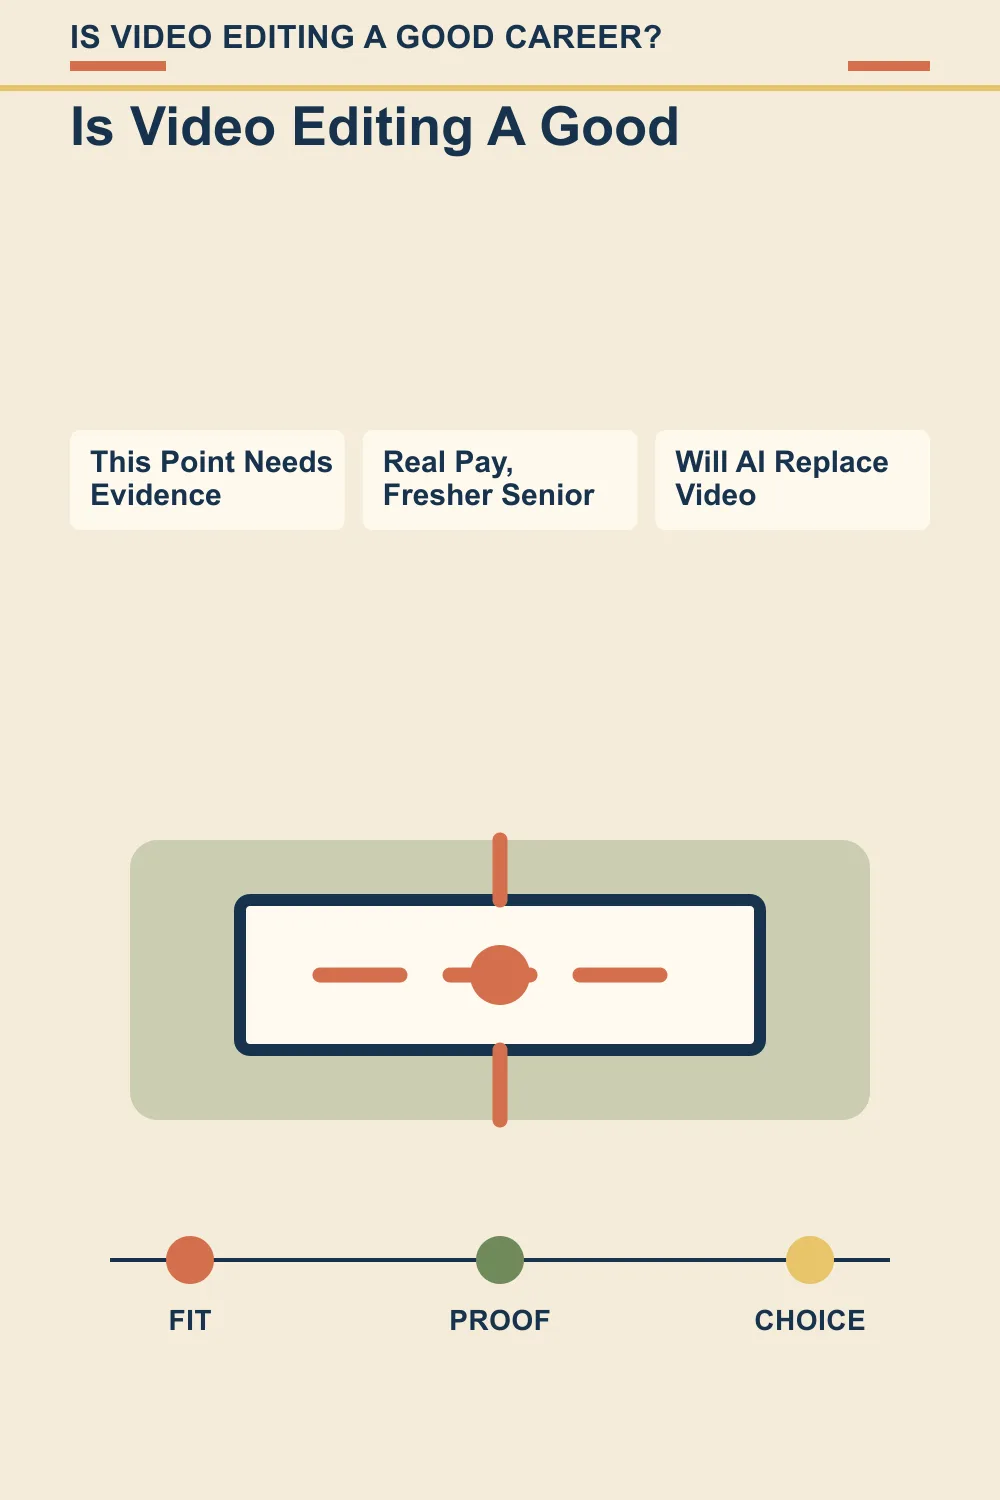 IS VIDEO EDITING A GOOD CAREER?
Is Video Editing A Good
This Point Needs
Evidence
Real Pay,
Fresher Senior
Will AI Replace
Video
FIT
PROOF
CHOICE